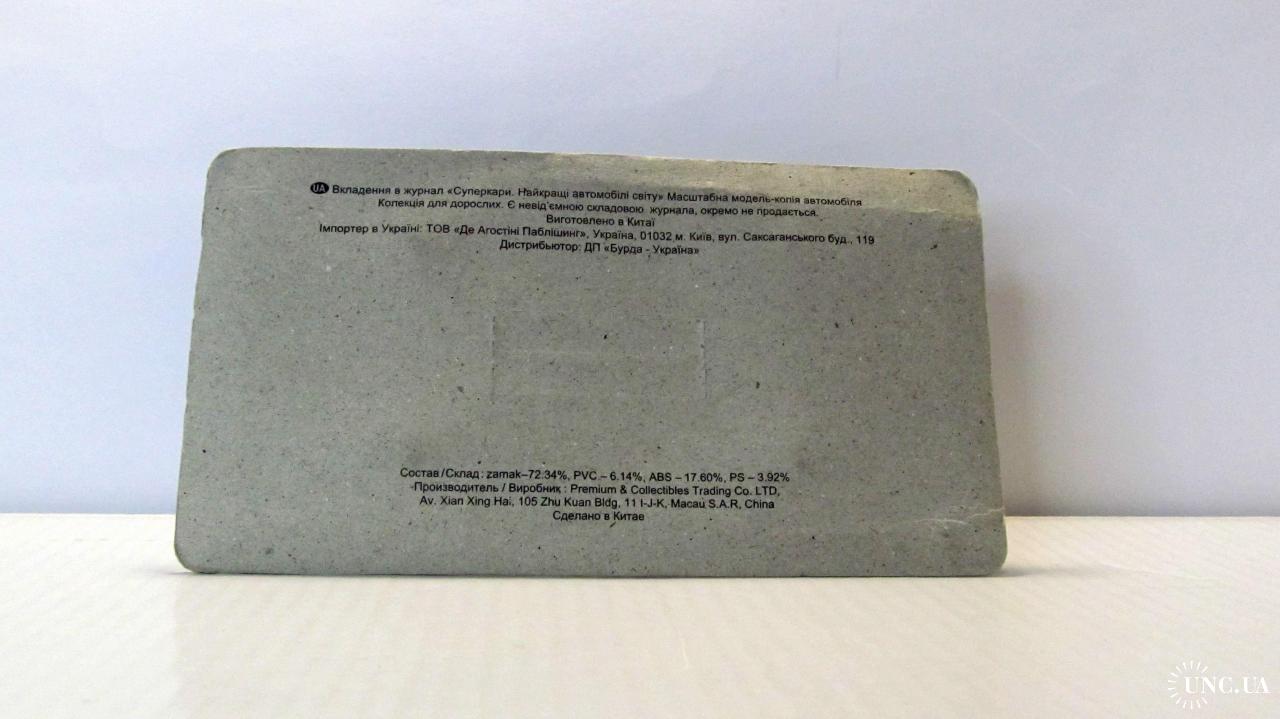 UA Вкладення в журнал «Суперкари. Найкращі автомобілі світу» Масштабна модель-копія автомобіля
Колекція для дорослих. Є невід'ємною складовою журнала, окремо не продається.
Виготовлено в Китаї
Імпортер в Україні: ТОВ «Де Агостіні Паблішинг», Україна, 01032 м. Київ, вул. Саксаганського буд., 119
Дистрибьютор: ДП «Бурда - Україна»
Состав/Склад: zamak–72.34%, PVC – 6.14%, ABS – 17.60%, PS – 3.92%
Производитель / Виробник : Premium & Collectibles Trading Co. LTD,
Av. Xian Xing Hai, 105 Zhu Kuan Bldg, 11 I-J-K, Macau S.A.R, China
Сделано в Китае
UNC.UA